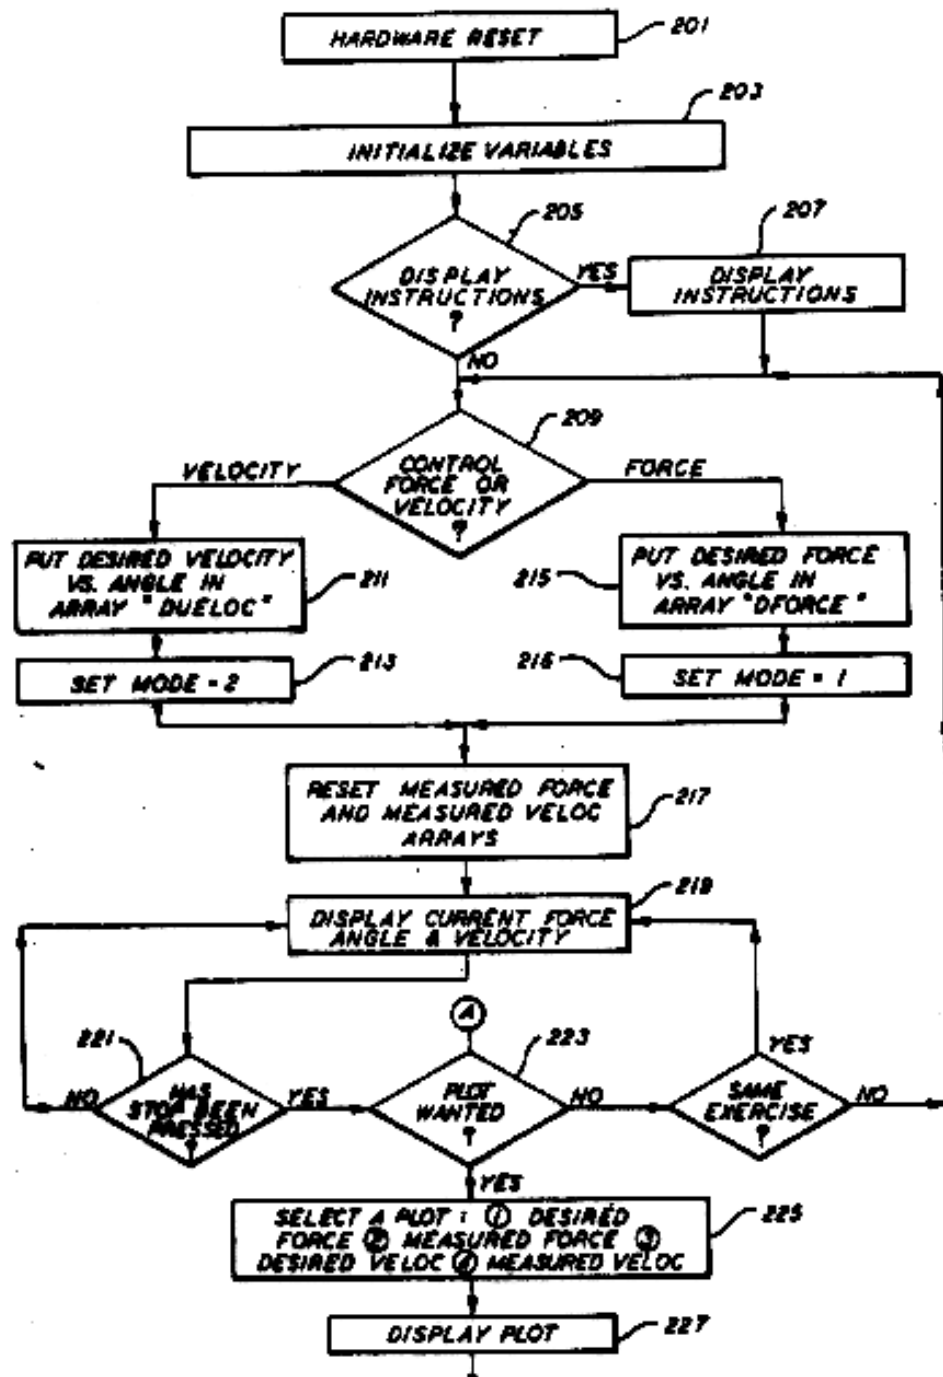 HARDWARE RESET
201
203
INITIALIZE VARIABLES
205
207
DISPLAY
INSTRUCTIONS
?
YES
DISPLAY
INSTRUCTIONS
NO
209
VELOCITY
CONTROL
FORCE OR
VELOCITY
?
FORCE
PUT DESIRED VELOCITY
VS. ANGLE IN
ARRAY "DUELOC"
211
215
PUT DESIRED FORCE
VS. ANGLE IN
ARRAY "DFORCE"
SET MODE = 2
213
216
SET MODE = 1
RESET MEASURED FORCE
AND MEASURED VELOC
ARRAYS
217
219
DISPLAY CURRENT FORCE
ANGLE & VELOCITY
A
221
223
YES
NO
HAS
STOP BEEN
PRESSED
?
YES
PLOT
WANTED
?
NO
SAME
EXERCISE
?
NO
YES
SELECT A PLOT : ① DESIRED
FORCE ② MEASURED FORCE ③
DESIRED VELOC ④ MEASURED VELOC
225
DISPLAY PLOT
227